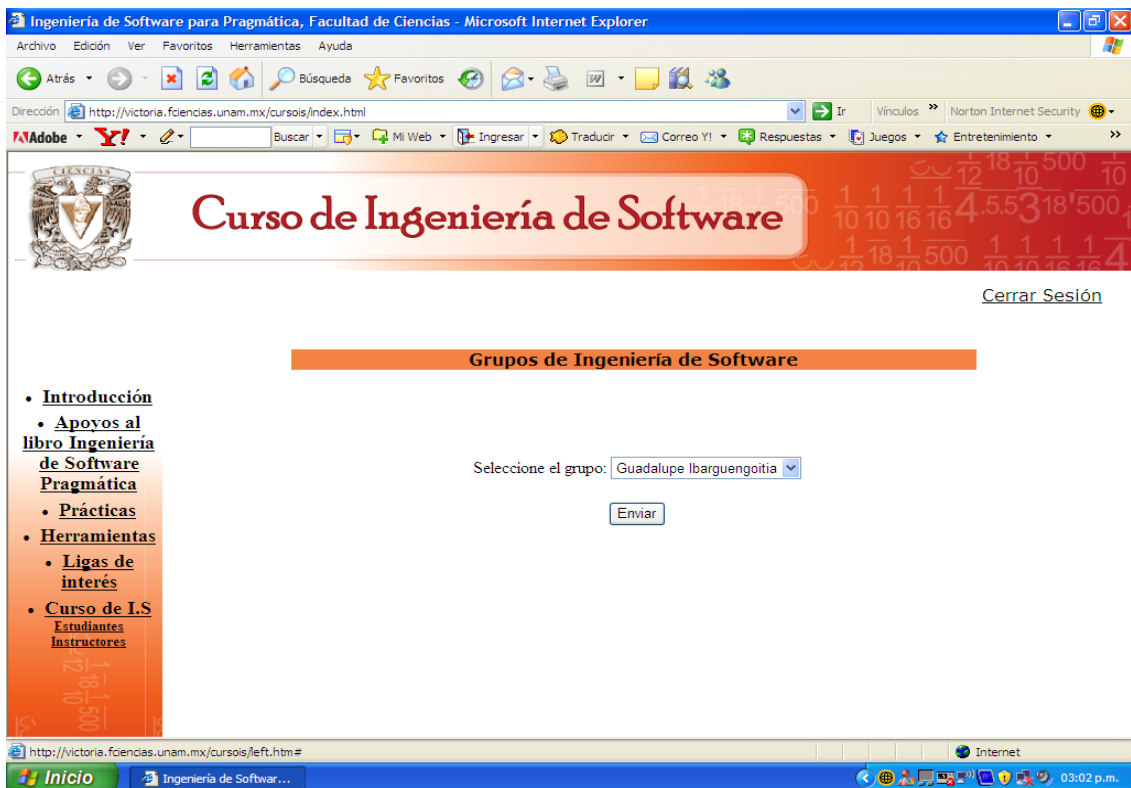 Ingeniería de Software para Pragmática, Facultad de Ciencias - Microsoft Internet Explorer
Archivo Edición Ver Favoritos Herramientas Ayuda
Atrás Búsqueda Favoritos
Dirección http://victoria.fciencias.unam.mx/cursois/index.html Ir Vínculos » Norton Internet Security
Adobe Y! Buscar Mi Web Ingresar Traducir Correo Y! Respuestas Juegos Entretenimiento »
CIENCIAS
Curso de Ingeniería de Software
Cerrar Sesión
Grupos de Ingeniería de Software
• Introducción
• Apoyos al
libro Ingeniería
de Software
Pragmática
• Prácticas
• Herramientas
• Ligas de
interés
• Curso de I.S
Estudiantes
Instructores
Seleccione el grupo: Guadalupe Ibarguengoitia
Enviar
http://victoria.fciencias.unam.mx/cursois/left.htm# Internet
Inicio Ingeniería de Softwar... 03:02 p.m.